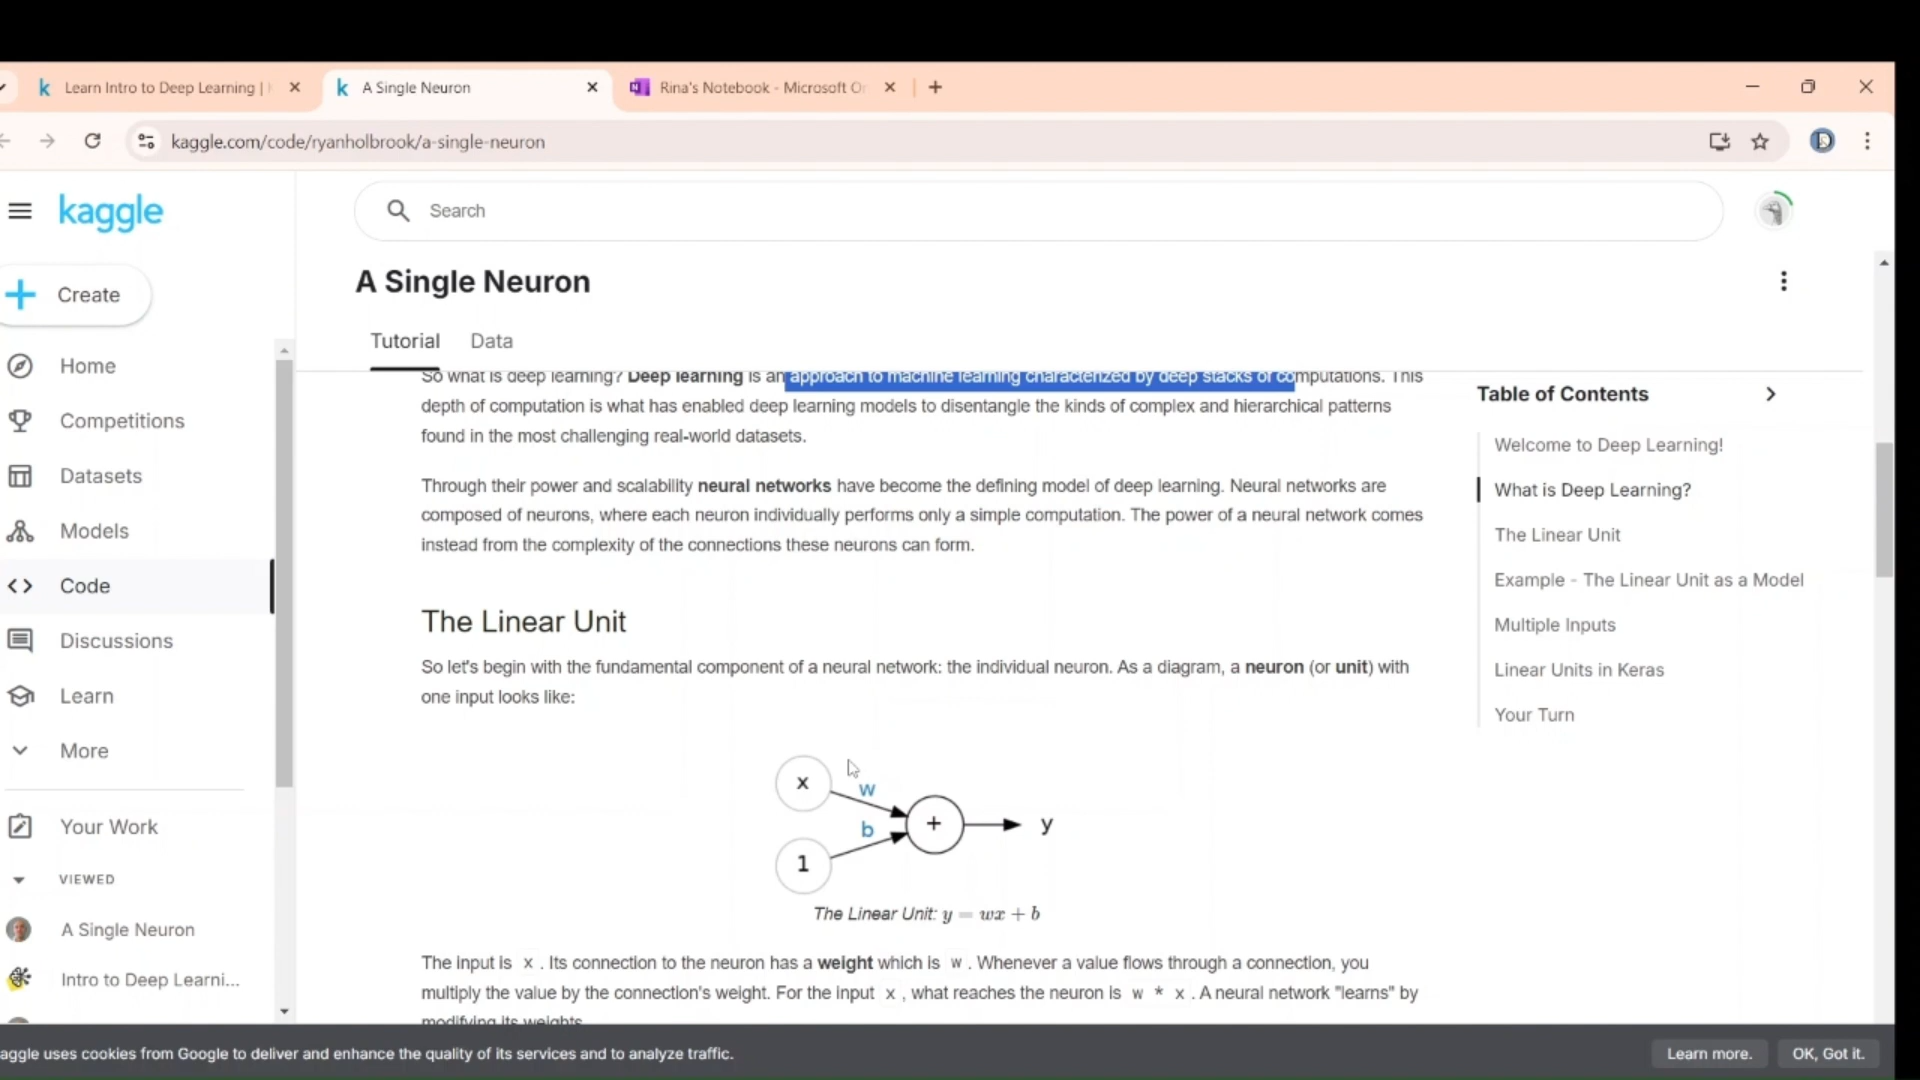 Learn Intro to Deep Learning |
A Single Neuron
Rina's Notebook - Microsoft On
kaggle.com/code/ryanholbrook/a-single-neuron
kaggle
Search
Create
Home
Competitions
Datasets
Models
Code
Discussions
Learn
More
Your Work
VIEWED
A Single Neuron
Intro to Deep Learni...
A Single Neuron
Tutorial Data
So what is deep learning? Deep learning is an approach to machine learning characterized by deep stacks of computations. This
depth of computation is what has enabled deep learning models to disentangle the kinds of complex and hierarchical patterns
found in the most challenging real-world datasets.
Through their power and scalability neural networks have become the defining model of deep learning. Neural networks are
composed of neurons, where each neuron individually performs only a simple computation. The power of a neural network comes
instead from the complexity of the connections these neurons can form.
The Linear Unit
So let's begin with the fundamental component of a neural network: the individual neuron. As a diagram, a neuron (or unit) with
one input looks like:
x
w
b
+
y
1
The Linear Unit: y = wx + b
The input is x . Its connection to the neuron has a weight which is w . Whenever a value flows through a connection, you
multiply the value by the connection's weight. For the input x , what reaches the neuron is w * x . A neural network "learns" by
modifying its weights
Table of Contents
Welcome to Deep Learning!
What is Deep Learning?
The Linear Unit
Example - The Linear Unit as a Model
Multiple Inputs
Linear Units in Keras
Your Turn
aggle uses cookies from Google to deliver and enhance the quality of its services and to analyze traffic.
Learn more.
OK, Got it.